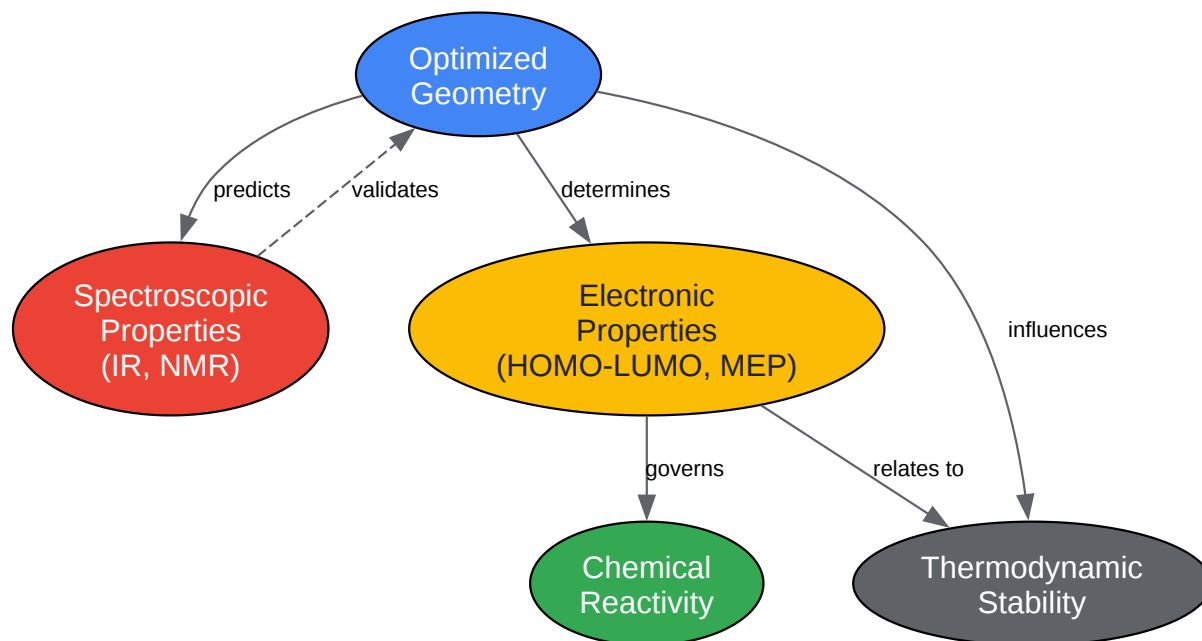 Optimized
Geometry
predicts
validates
determines
Spectroscopic
Properties
(IR, NMR)
Electronic
Properties
(HOMO-LUMO, MEP)
influences
governs
relates to
Chemical
Reactivity
Thermodynamic
Stability